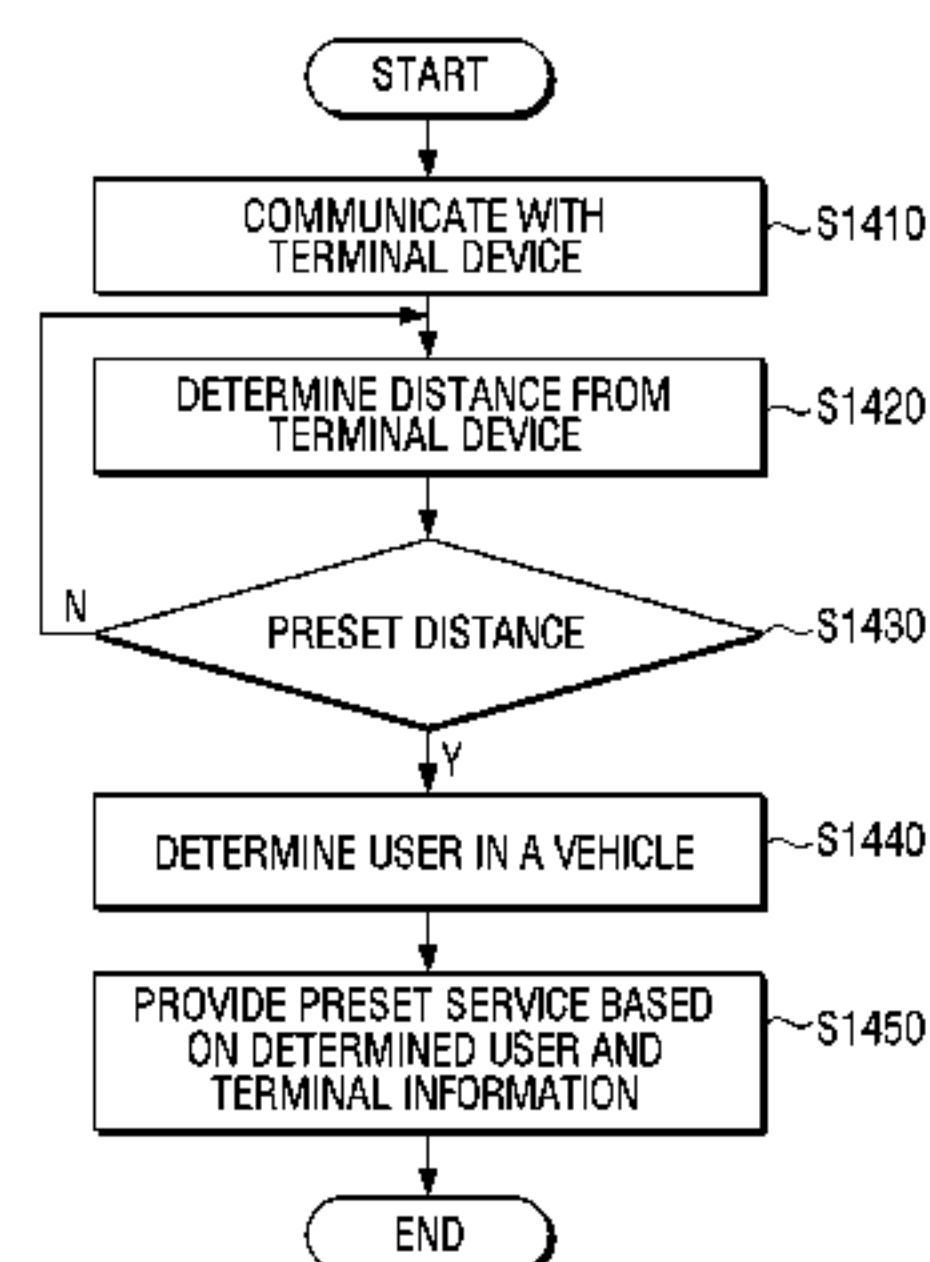 START
COMMUNICATE WITH
TERMINAL DEVICE
S1410
DETERMINE DISTANCE FROM
TERMINAL DEVICE
S1420
N
PRESET DISTANCE
S1430
Y
DETERMINE USER IN A VEHICLE
S1440
PROVIDE PRESET SERVICE BASED
ON DETERMINED USER AND
TERMINAL INFORMATION
S1450
END